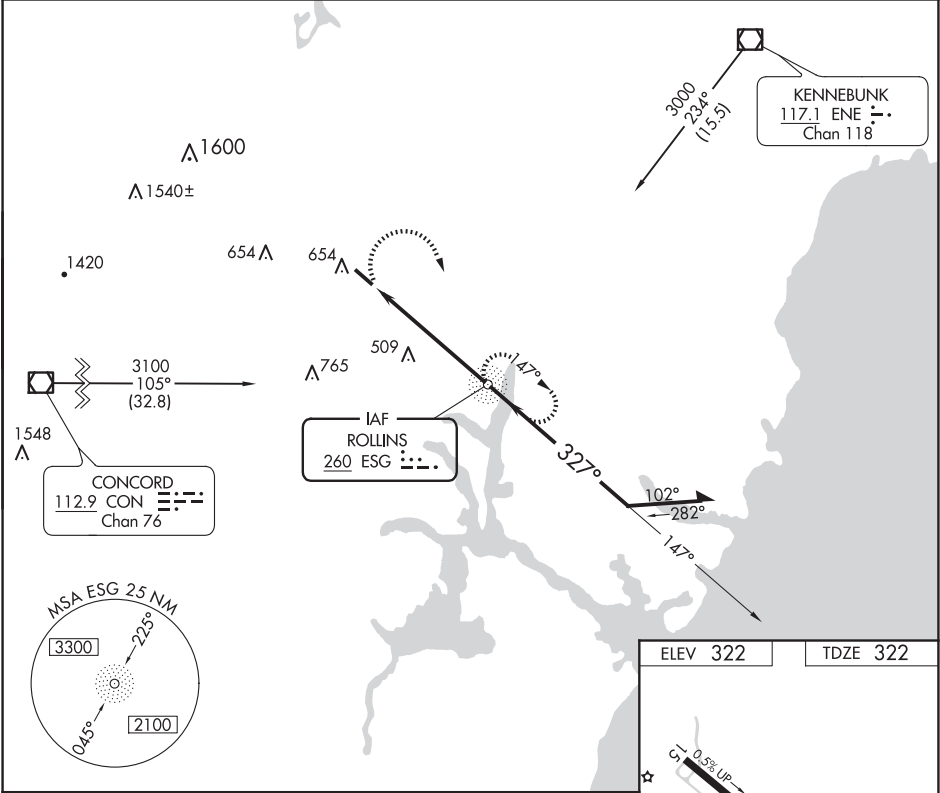 KENNEBUNK
117.1 ENE
Chan 118
3000
234°
(15.5)
1600
1540±
654
654
1420
509
765
3100
105°
(32.8)
147°
1548
IAF
ROLLINS
260 ESG
CONCORD
112.9 CON
Chan 76
327°
102°
282°
147°
MSA ESG 25 NM
3300
225°
045°
2100
ELEV 322
TDZE 322
15
0.5% UP